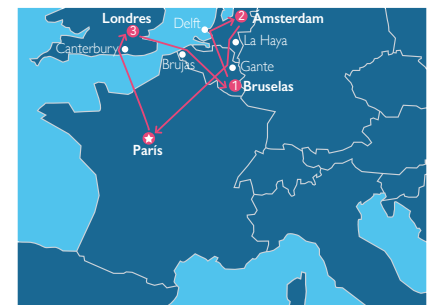 Londres
3
Delft
2 Amsterdam
La Haya
Canterbury
Brujas
Gante
1 Bruselas
París